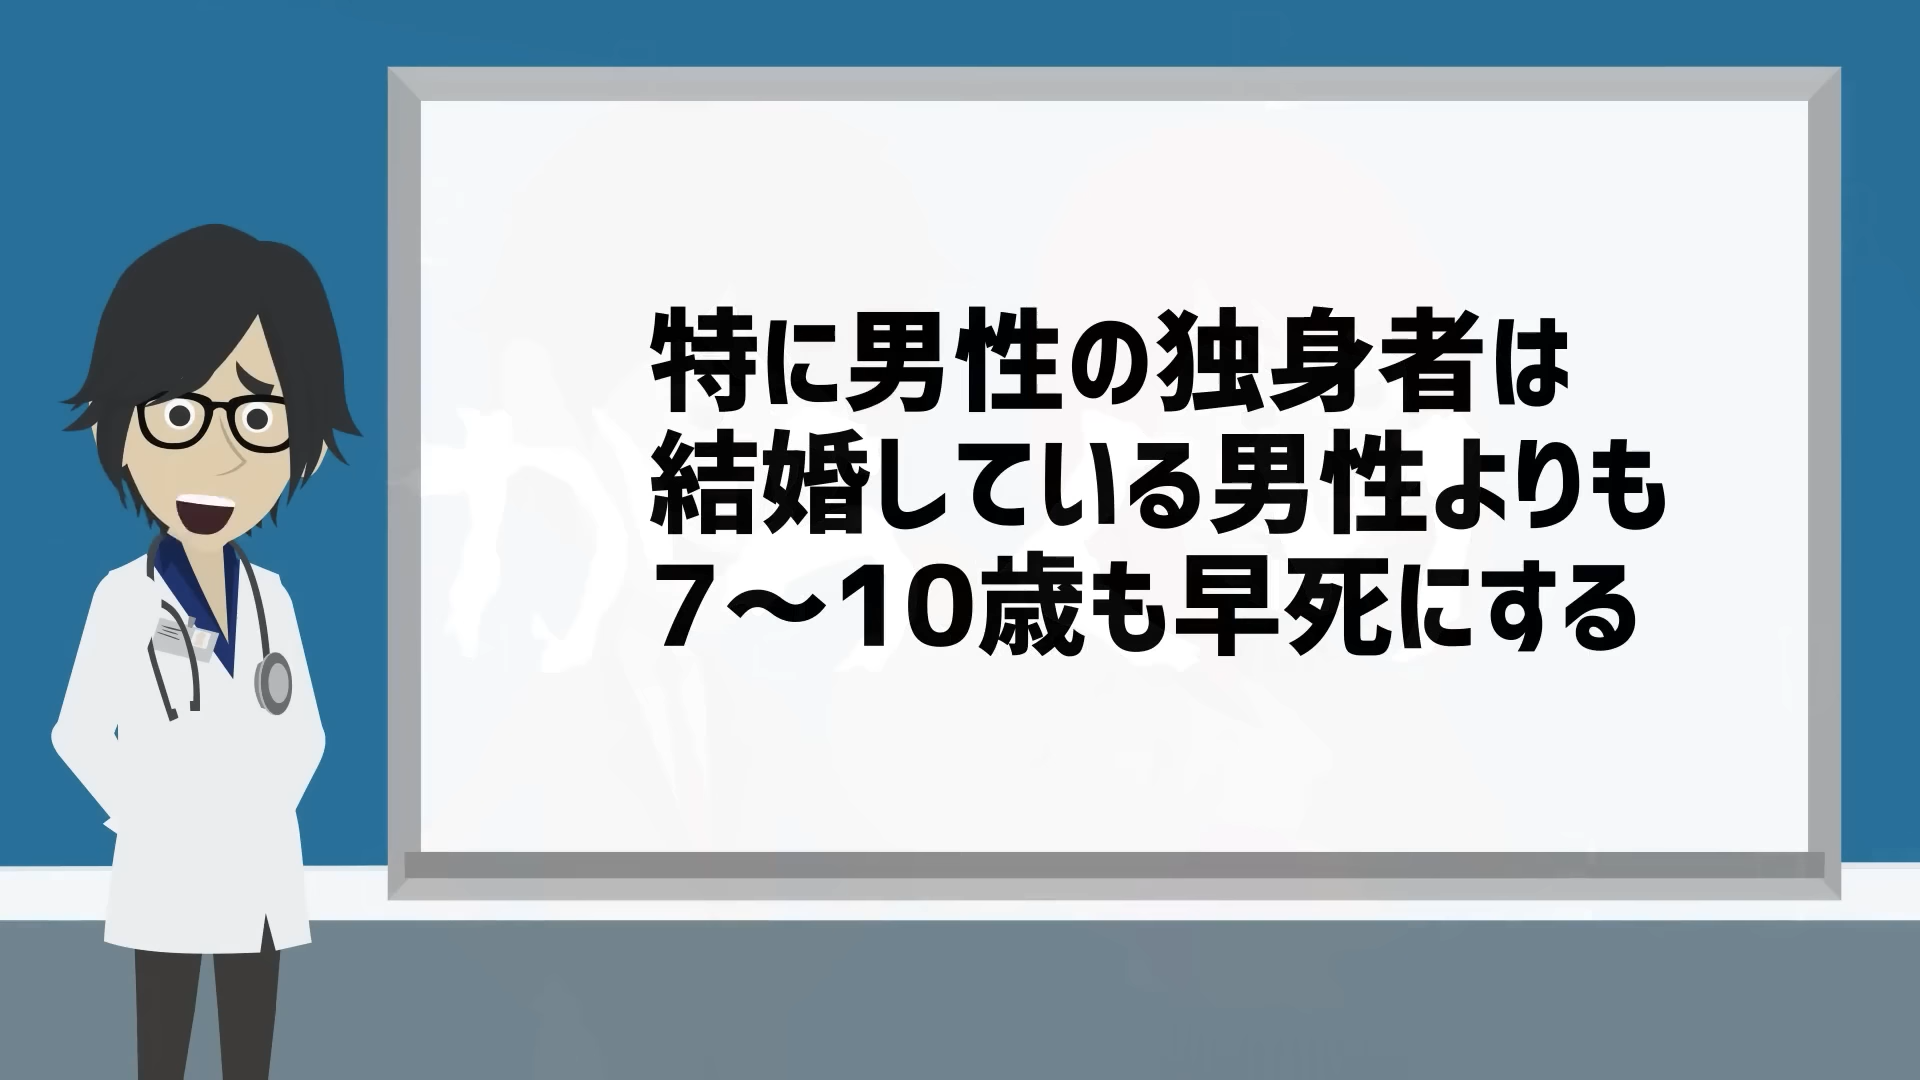 特に男性の独身者は
結婚している男性よりも
7〜10歳も早死にする